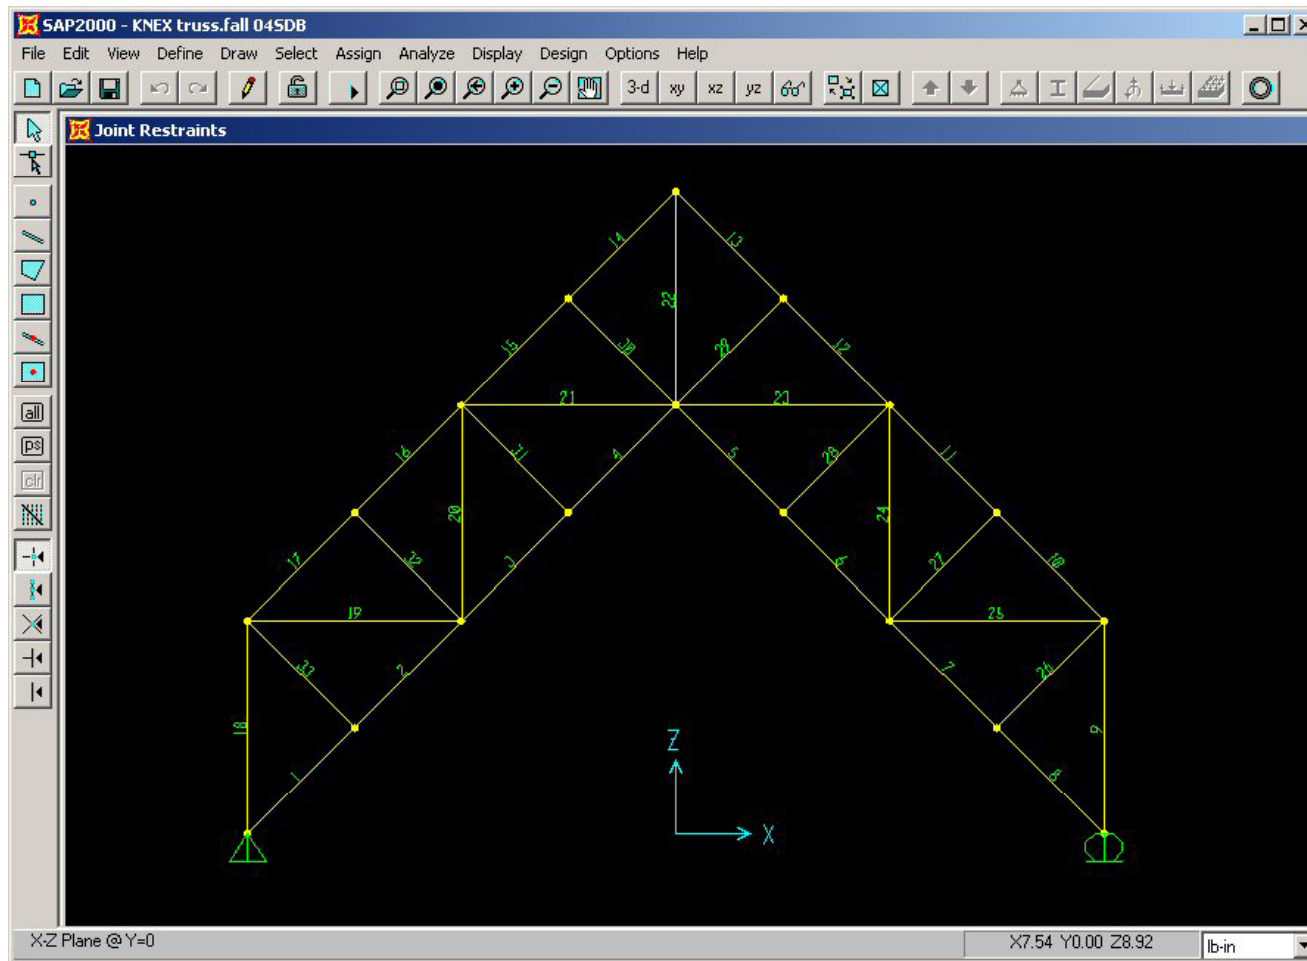 SAP2000 - KNEX truss.fall 04SDB
File Edit View Define Draw Select Assign Analyze Display Design Options Help
3-d xy xz yz
Joint Restraints
all
ps
clr
14 13
22
15 30 29 12
21 23
16 31 4 5 28 11
20 24
17 32 3 6 27 10
19 25
33 2 7 26
18 9
1 8
Z
X
X-Z Plane @ Y=0
X7.54 Y0.00 Z8.92
lb-in